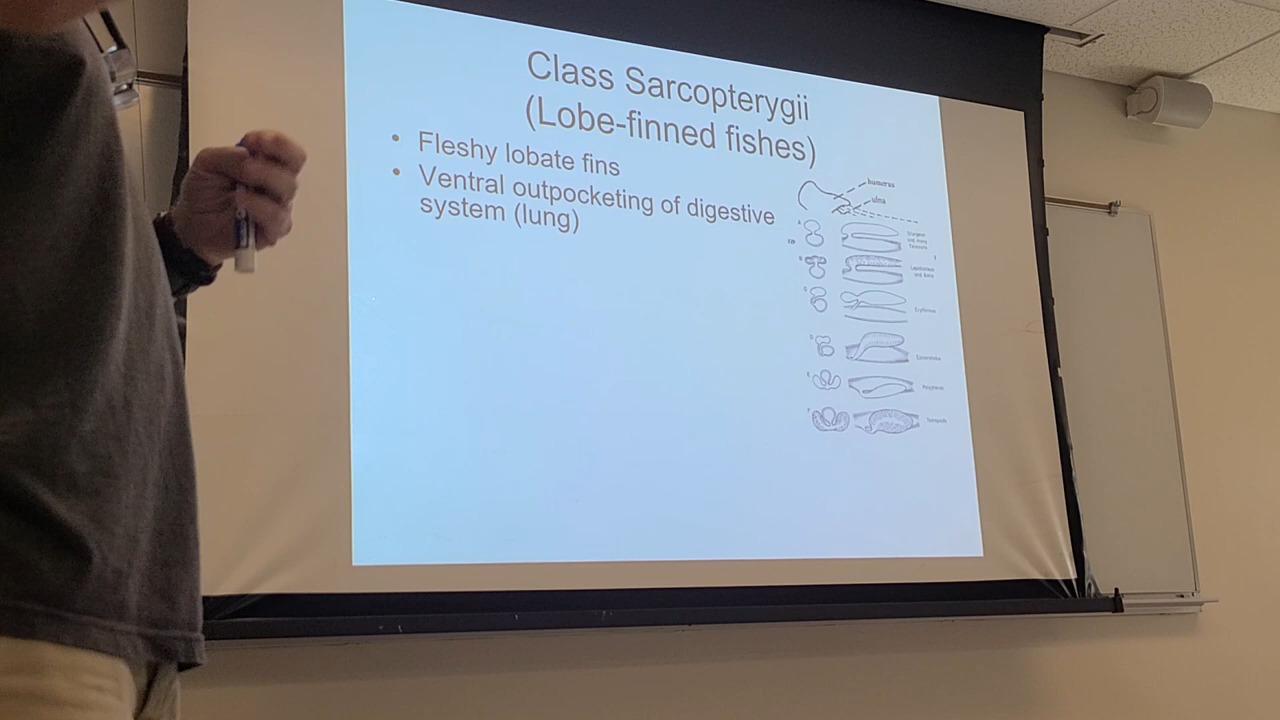 Class Sarcopterygii
(Lobe-finned fishes)
• Fleshy lobate fins
• Ventral outpocketing of digestive
system (lung)
humerus
ulna